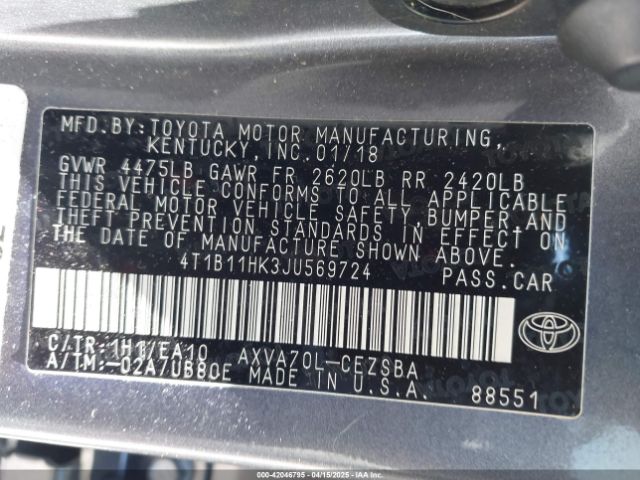 MFD.BY:TOYOTA MOTOR MANUFACTURING,
KENTUCKY,INC.01/18
GVWR 4475LB GAWR FR 2620LB RR 2420LB
THIS VEHICLE CONFORMS TO ALL APPLICABLE
FEDERAL MOTOR VEHICLE SAFETY BUMPER AND
THEFT PREVENTION STANDARDS IN EFFECT ON
THE DATE OF MANUFACTURE SHOWN ABOVE.
4T1B11HK3JU569724 PASS.CAR
C/TR:1H1/EA10 AXVA70L-CEZSBA
A/TM:-02A/UB80E MADE IN U.S.A. 88551
000-42046795 - 04/15/2025 - IAAI.COM